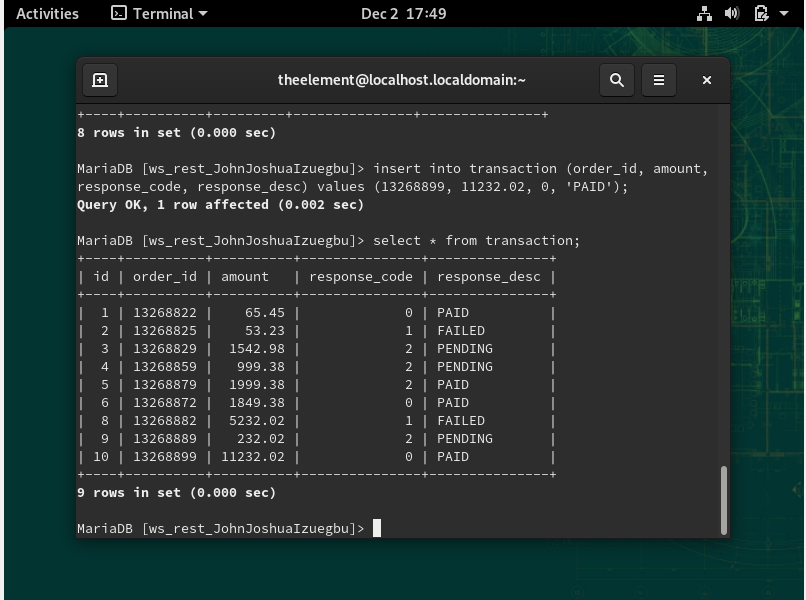 Activities Terminal Dec 2 17:49
theelement@localhost.localdomain:~
+----+----------+----------+---------------+---------------+
8 rows in set (0.000 sec)
MariaDB [ws_rest_JohnJoshuaIzuegbu]> insert into transaction (order_id, amount,
response_code, response_desc) values (13268899, 11232.02, 0, 'PAID');
Query OK, 1 row affected (0.002 sec)
MariaDB [ws_rest_JohnJoshuaIzuegbu]> select * from transaction;
+----+----------+----------+---------------+---------------+
| id | order_id | amount   | response_code | response_desc |
+----+----------+----------+---------------+---------------+
|  1 | 13268822 |    65.45 |             0 | PAID          |
|  2 | 13268825 |    53.23 |             1 | FAILED        |
|  3 | 13268829 |  1542.98 |             2 | PENDING       |
|  4 | 13268859 |   999.38 |             2 | PENDING       |
|  5 | 13268879 |  1999.38 |             2 | PAID          |
|  6 | 13268872 |  1849.38 |             0 | PAID          |
|  8 | 13268882 |  5232.02 |             1 | FAILED        |
|  9 | 13268889 |   232.02 |             2 | PENDING       |
| 10 | 13268899 | 11232.02 |             0 | PAID          |
+----+----------+----------+---------------+---------------+
9 rows in set (0.000 sec)
MariaDB [ws_rest_JohnJoshuaIzuegbu]>